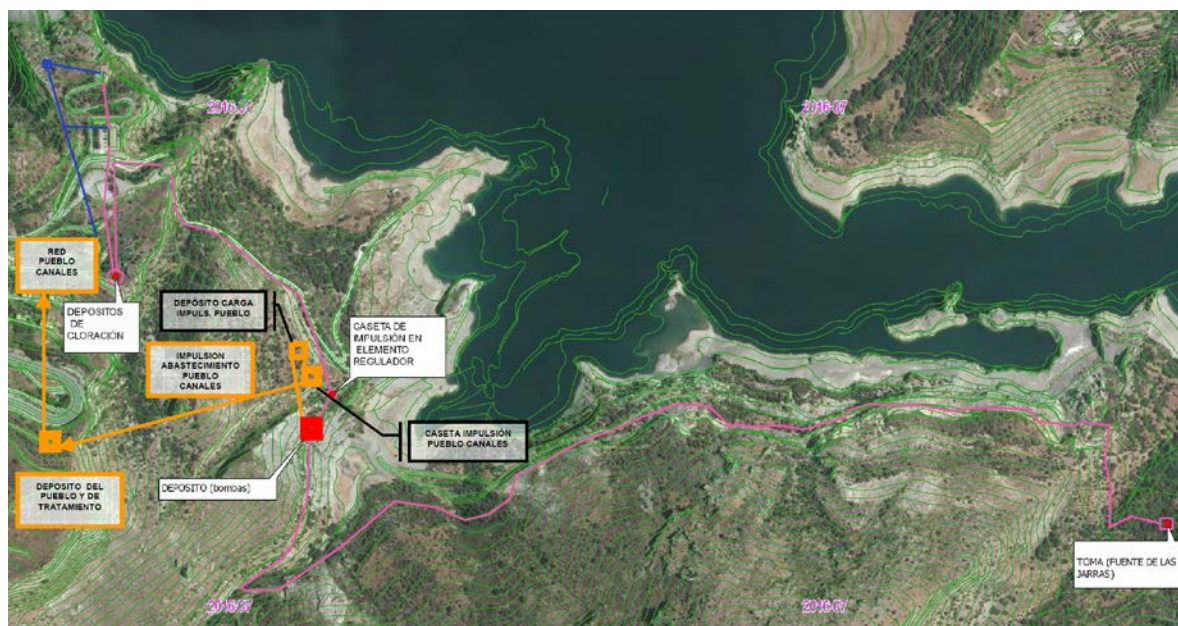 2016-07
2016-07
RED
PUEBLO
CANALES
DEPOSITOS
DE
CLORACIÓN
DEPÓSITO CARGA
IMPULS. PUEBLO
CASETA DE
IMPULSIÓN EN
ELEMENTO
REGULADOR
IMPULSIÓN
ABASTECIMIENTO
PUEBLO
CANALES
CASETA IMPULSIÓN
PUEBLO CANALES
DEPOSITO DEL
PUEBLO Y DE
TRATAMIENTO
DEPOSITO (bombas)
TOMA (FUENTE DE LAS
JARRAS)
2016-07
2016-07